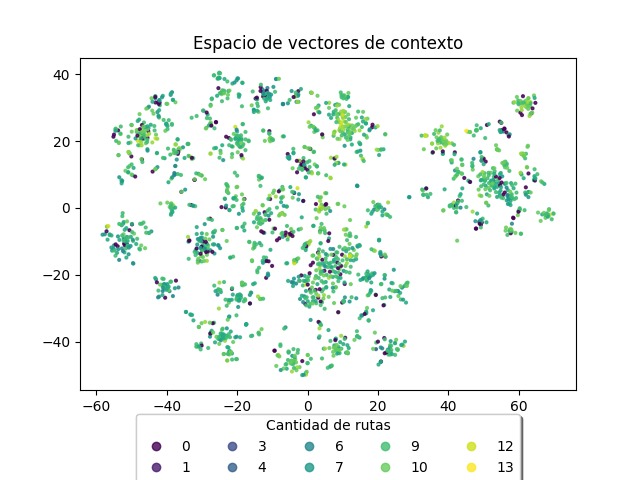 Espacio de vectores de contexto
40
20
0
−20
−40
−60 −40 −20 0 20 40 60
Cantidad de rutas
0 3 6 9 12
1 4 7 10 13